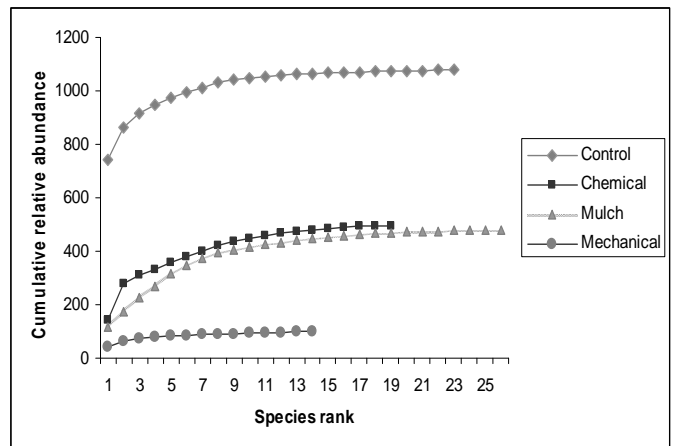 1200
1000
800
600
400
200
0
Cumulative relative abundance
1 3 5 7 9 11 13 15 17 19 21 23 25
Species rank
Control
Chemical
Mulch
Mechanical